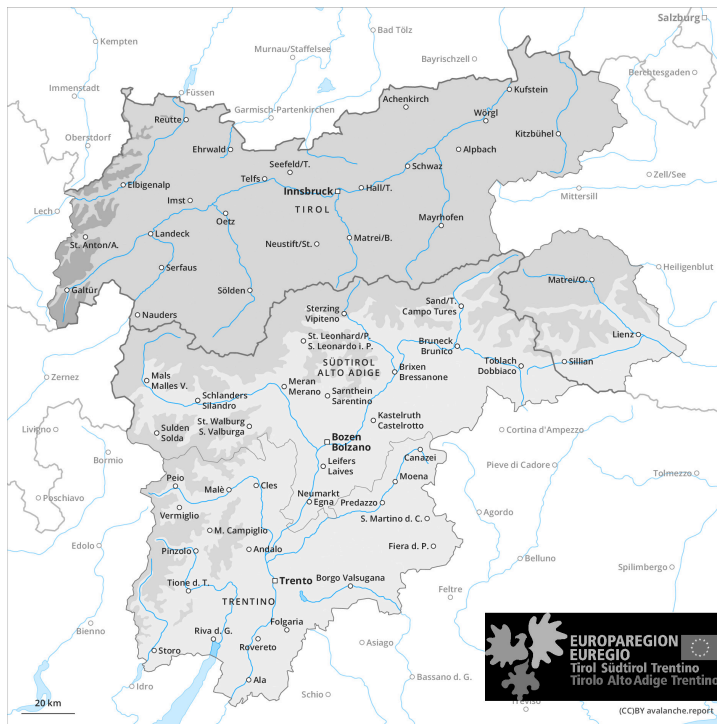 Salzburg
Kempten
Bad Tölz
Murnau/Staffelsee
Bayrischzell
Berchtesgaden
Immenstadt
Füssen
Garmisch-Partenkirchen
Achenkirch
Kufstein
Reutte
Wörgl
Oberstdorf
Kitzbühel
Ehrwald
Alpbach
Seefeld/T.
Schwaz
Telfs
Zell/See
Elbigenalp
Innsbruck
Hall/T.
Mittersill
Imst
TIROL
Lech
Oetz
Mayrhofen
Landeck
Matrei/B.
St. Anton/A.
Neustift/St.
Serfaus
Heiligenblut
Galtür
Sölden
Matrei/O.
Nauders
Sterzing
Vipiteno
Sand/T.
Campo Tures
Lienz
St. Leonhard/P.
S. Leonardo i. P.
Bruneck
Brunico
SÜDTIROL
ALTO ADIGE
Toblach
Dobbiaco
Sillian
Brixen
Bressanone
Zernez
Mals
Malles V.
Meran
Merano
Schlanders
Silandro
Sarnthein
Sarentino
Livigno
St. Walburg
S. Valburga
Kastelruth
Castelrotto
Sulden
Solda
Cortina d'Ampezzo
Bozen
Bolzano
Bormio
Canazei
Leifers
Laives
Pieve di Cadore
Tolmezzo
Poschiavo
Peio
Malè
Cles
Moena
Neumarkt
Egna
Predazzo
Vermiglio
S. Martino d. C.
Agordo
M. Campiglio
Edolo
Pinzolo
Andalo
Fiera d. P.
Belluno
Spilimbergo
Tione d. T.
Trento
Borgo Valsugana
Feltre
TRENTINO
Bienno
Folgaria
Riva d. G.
Rovereto
Asiago
Storo
Idro
Ala
Schio
Bassano d. G.
EUROPAREGION
EUREGIO
Tirol Südtirol Trentino
Tirolo Alto Adige Trentino
Treviso
20 km
(CC)BY avalanche.report